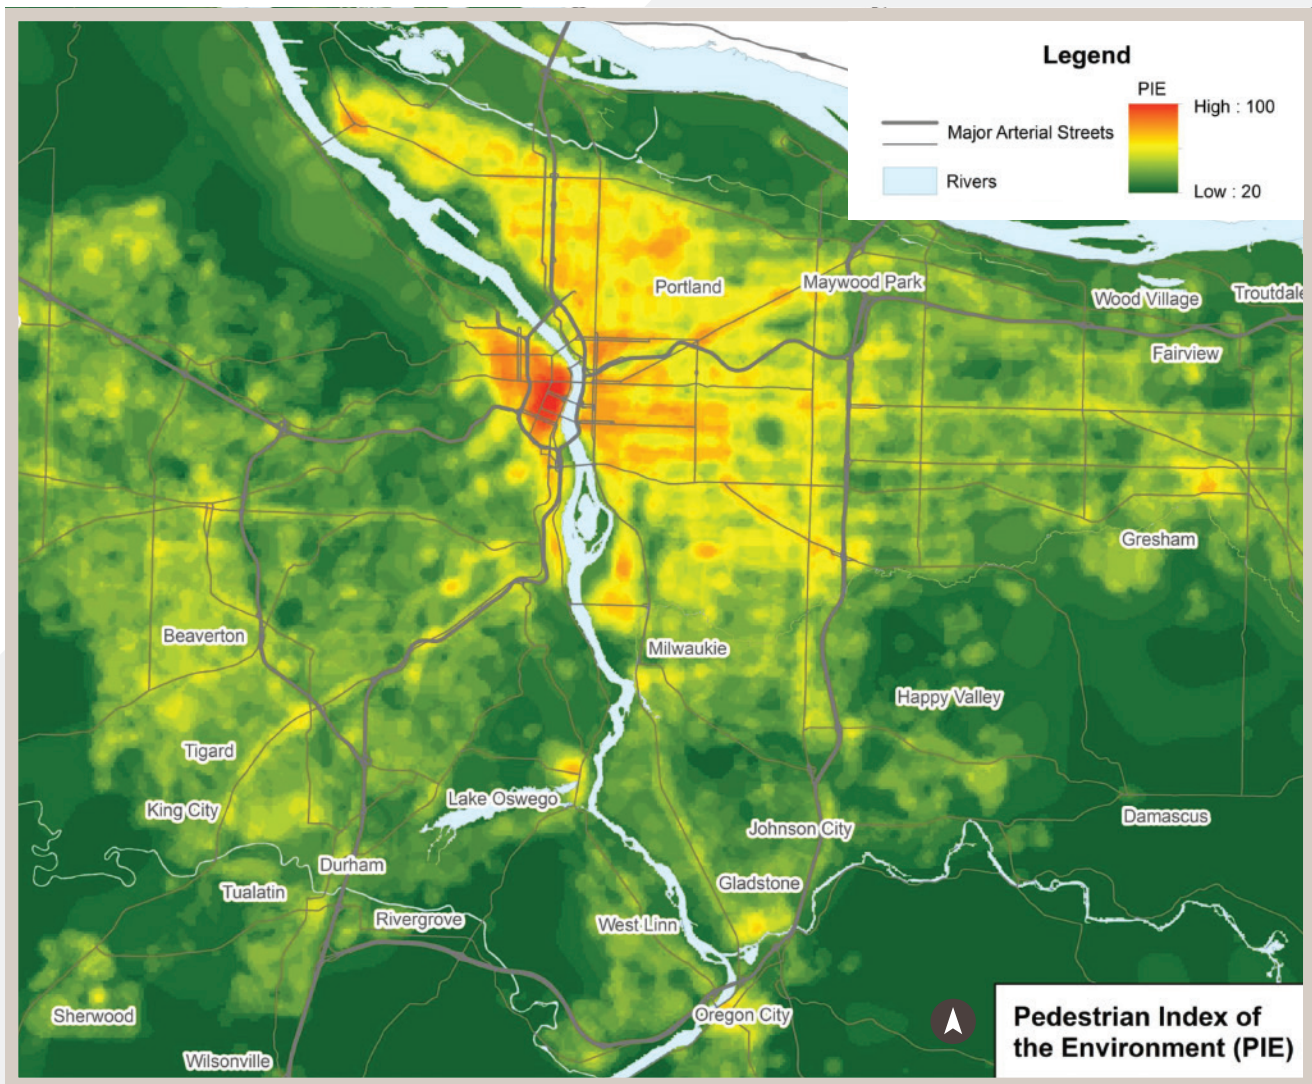 Legend
PIE
High : 100
Major Arterial Streets
Rivers
Low : 20
Portland
Maywood Park
Wood Village
Troutdale
Fairview
Gresham
Beaverton
Milwaukie
Happy Valley
Tigard
King City
Lake Oswego
Damascus
Johnson City
Durham
Tualatin
Gladstone
Rivergrove
West Linn
Sherwood
Oregon City
Wilsonville
Pedestrian Index of
the Environment (PIE)